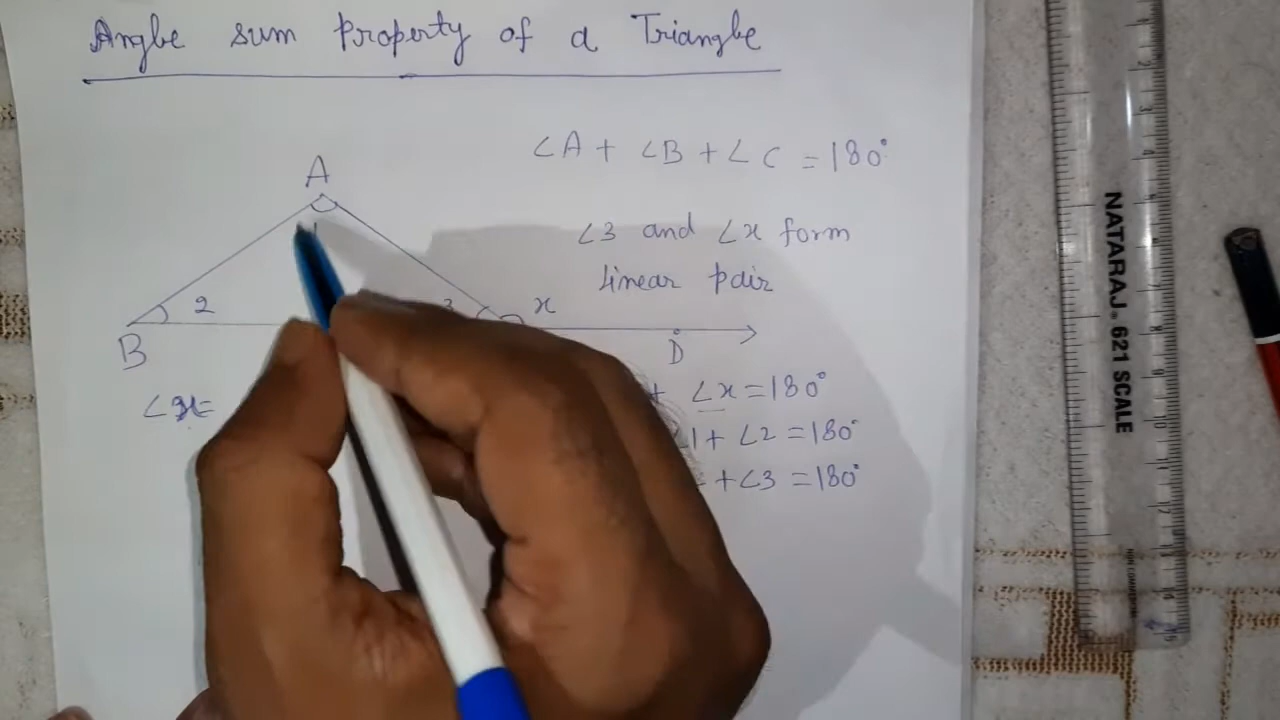 Angle sum Property of a Triangle
∠A + ∠B + ∠C = 180°
A
∠3 and ∠x form
linear pair
2
x
B
D
∠x=
+ ∠x = 180°
∠1 + ∠2 = 180°
+ ∠3 = 180°
NATARAJ 621 SCALE